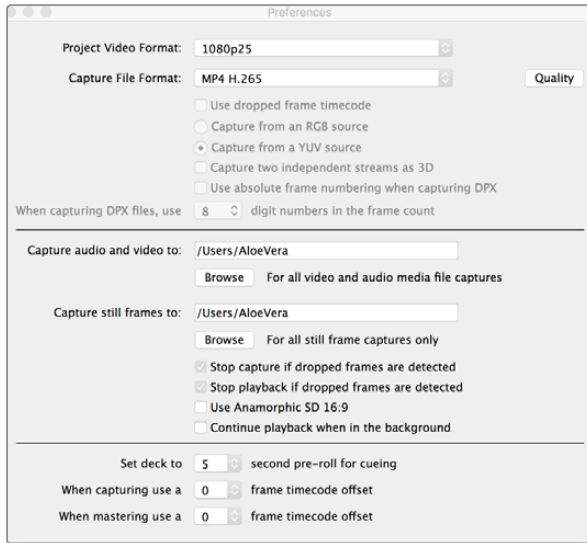 Preferences
Project Video Format: 1080p25
Capture File Format: MP4 H.265 Quality
Use dropped frame timecode
Capture from an RGB source
Capture from a YUV source
Capture two independent streams as 3D
Use absolute frame numbering when capturing DPX
When capturing DPX files, use 8 digit numbers in the frame count
Capture audio and video to: /Users/AloeVera
Browse For all video and audio media file captures
Capture still frames to: /Users/AloeVera
Browse For all still frame captures only
Stop capture if dropped frames are detected
Stop playback if dropped frames are detected
Use Anamorphic SD 16:9
Continue playback when in the background
Set deck to 5 second pre-roll for cueing
When capturing use a 0 frame timecode offset
When mastering use a 0 frame timecode offset